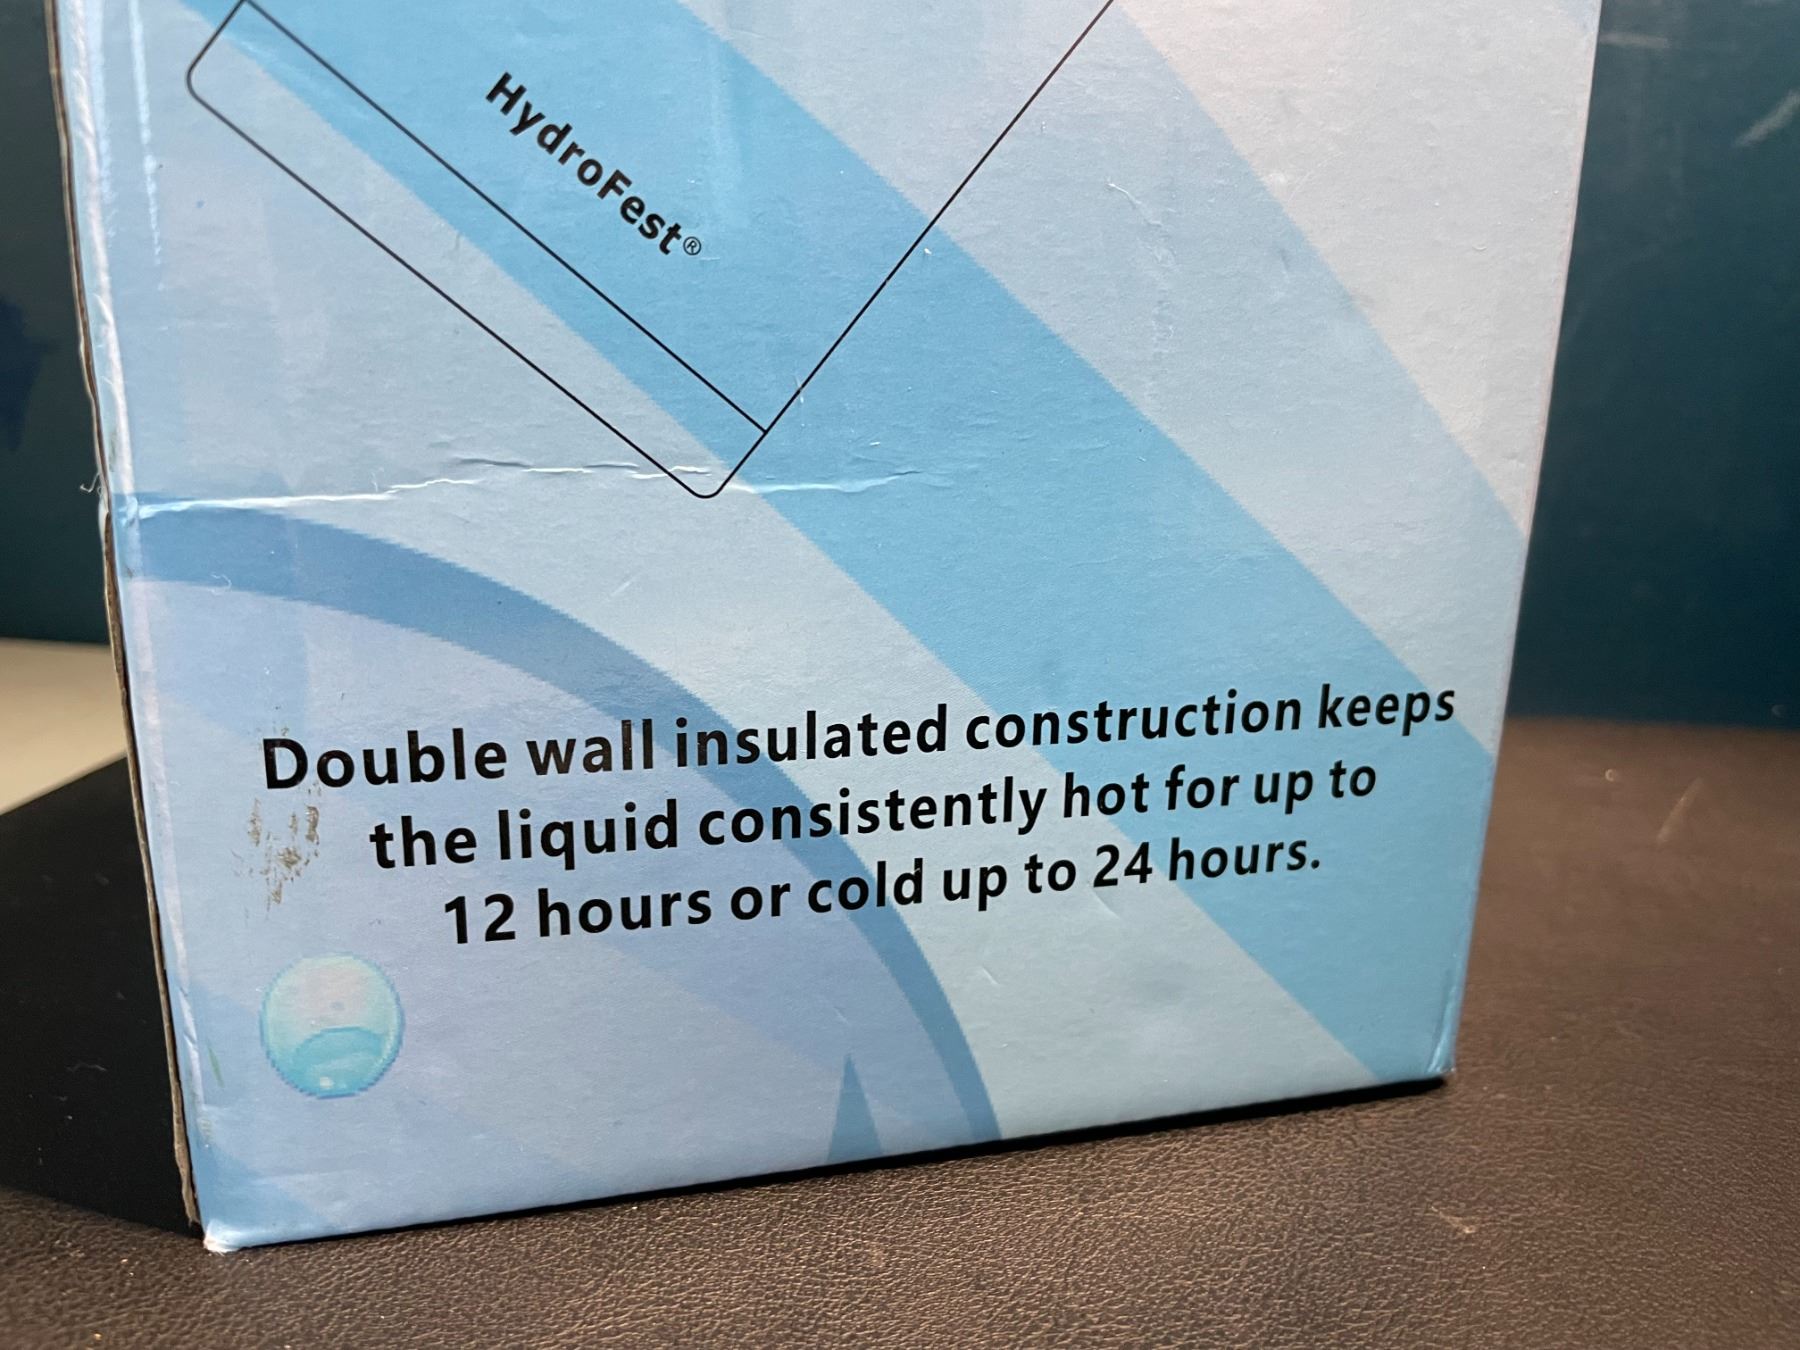 HydroFest®
Double wall insulated construction keeps
the liquid consistently hot for up to
12 hours or cold up to 24 hours.